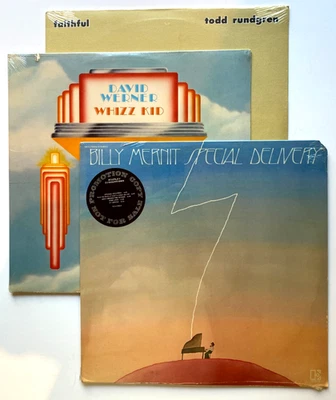 faithful
todd rundgren
DAVID
WERNER
WHIZZ KID
BILLY MERNIT SPECIAL DELIVERY
PROMOTION COPY
NOT FOR SALE